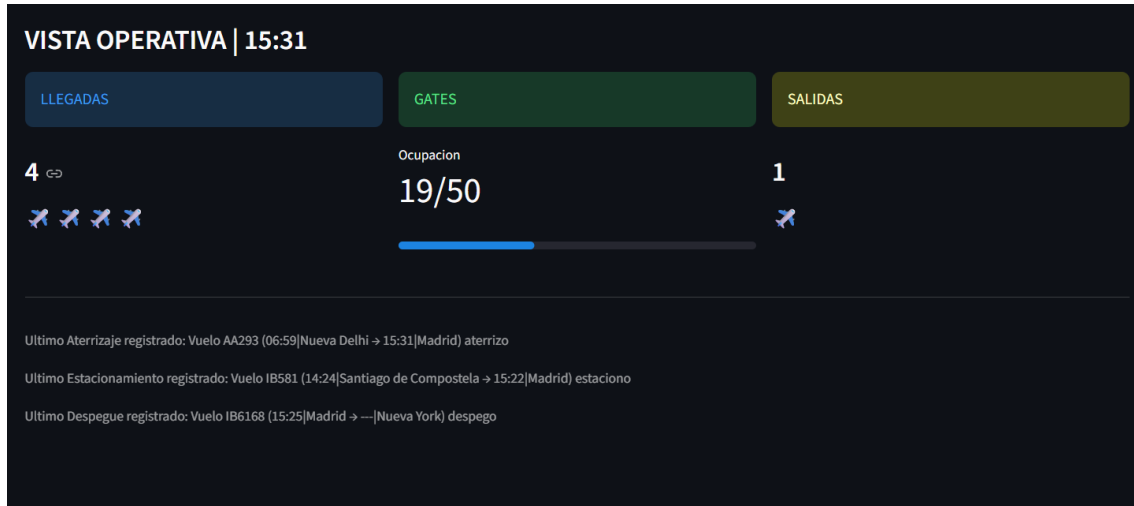 VISTA OPERATIVA | 15:31
LLEGADAS
GATES
SALIDAS
4
Ocupacion
19/50
1
Ultimo Aterrizaje registrado: Vuelo AA293 (06:59|Nueva Delhi → 15:31|Madrid) aterrizo
Ultimo Estacionamiento registrado: Vuelo IB581 (14:24|Santiago de Compostela → 15:22|Madrid) estaciono
Ultimo Despegue registrado: Vuelo IB6168 (15:25|Madrid → ---|Nueva York) despego